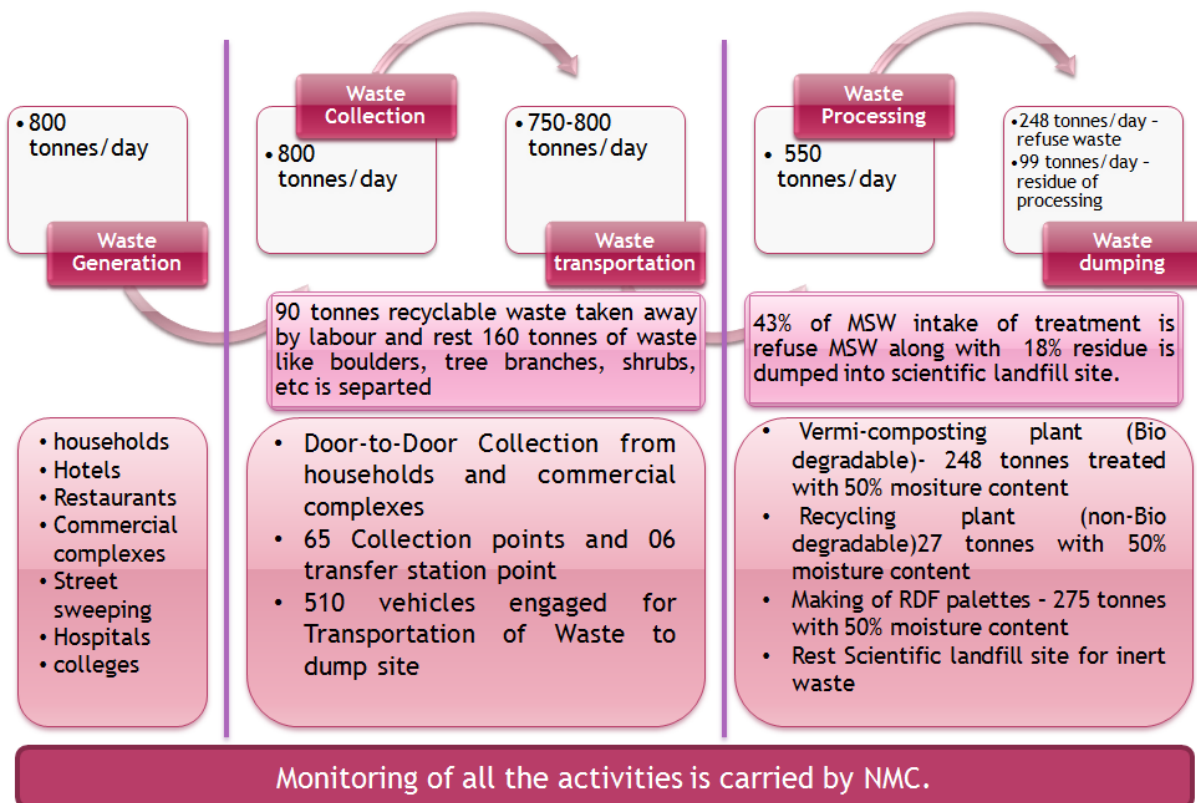 • 800
tonnes/day
Waste
Generation
Waste
Collection
• 800
tonnes/day
• 750-800
tonnes/day
Waste
transportation
Waste
Processing
• 550
tonnes/day
• 248 tonnes/day –
refuse waste
• 99 tonnes/day –
residue of
processing
Waste
dumping
90 tonnes recyclable waste taken away
by labour and rest 160 tonnes of waste
like boulders, tree branches, shrubs,
etc is separted
43% of MSW intake of treatment is
refuse MSW along with 18% residue is
dumped into scientific landfill site.
• households
• Hotels
• Restaurants
• Commercial
complexes
• Street
sweeping
• Hospitals
• colleges
• Door-to-Door Collection from
households and commercial
complexes
• 65 Collection points and 06
transfer station point
• 510 vehicles engaged for
Transportation of Waste to
dump site
• Vermi-composting plant (Bio
degradable)- 248 tonnes treated
with 50% mositure content
• Recycling plant (non-Bio
degradable)27 tonnes with 50%
moisture content
• Making of RDF palettes – 275 tonnes
with 50% moisture content
• Rest Scientific landfill site for inert
waste
Monitoring of all the activities is carried by NMC.